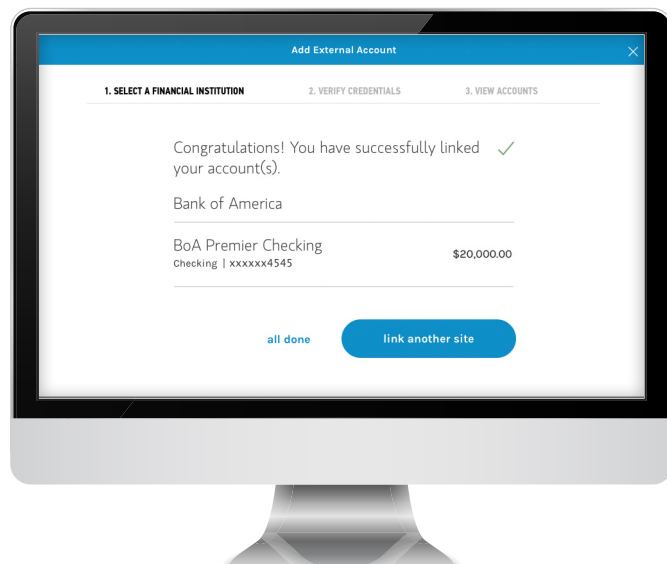 Add External Account
1. SELECT A FINANCIAL INSTITUTION 2. VERIFY CREDENTIALS 3. VIEW ACCOUNTS
Congratulations! You have successfully linked
your account(s).
Bank of America
BoA Premier Checking
$20,000.00
Checking | xxxxxx4545
all done link another site